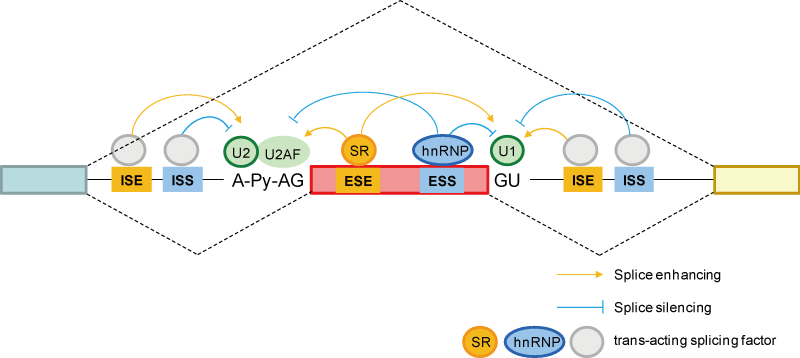 U2 U2AF SR hnRNP U1
ISE ISS A-Py-AG ESE ESS GU ISE ISS
Splice enhancing
Splice silencing
SR hnRNP trans-acting splicing factor